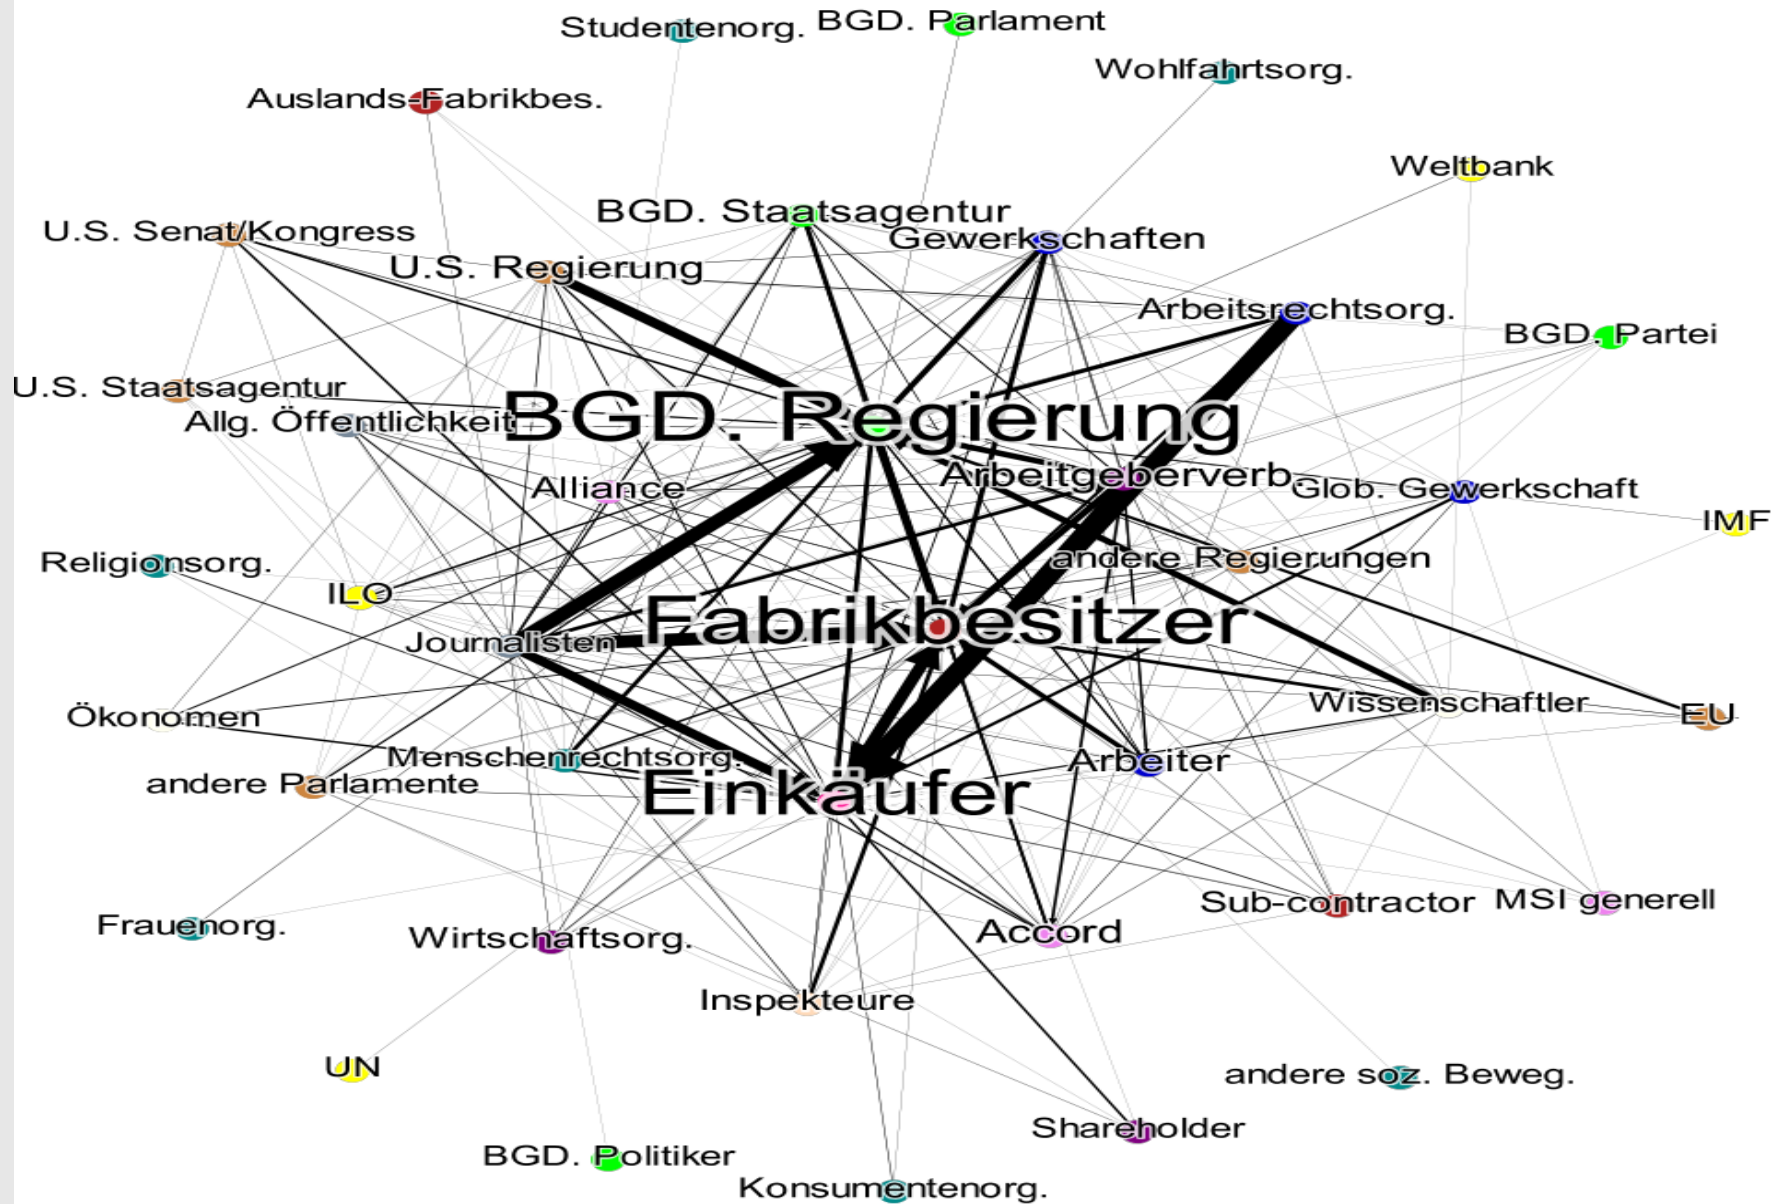 Studentenorg.
BGD. Parlament
Wohlfahrtsorg.
Auslands-Fabrikbes.
Weltbank
BGD. Staatsagentur
U.S. Senat/Kongress
Gewerkschaften
U.S. Regierung
Arbeitsrechtsorg.
BGD. Partei
U.S. Staatsagentur
Allg. Öffentlichkeit
BGD. Regierung
Arbeitgeberverb.
Alliance
Glob. Gewerkschaft
IMF
Religionsorg.
andere Regierungen
ILO
Fabrikbesitzer
Journalisten
Wissenschaftler
Ökonomen
EU
Menschenrechtsorg.
Arbeiter
andere Parlamente
Einkäufer
Sub-contractor
MSI generell
Frauenorg.
Wirtschaftsorg.
Accord
Inspekteure
UN
andere soz. Beweg.
Shareholder
BGD. Politiker
Konsumentenorg.